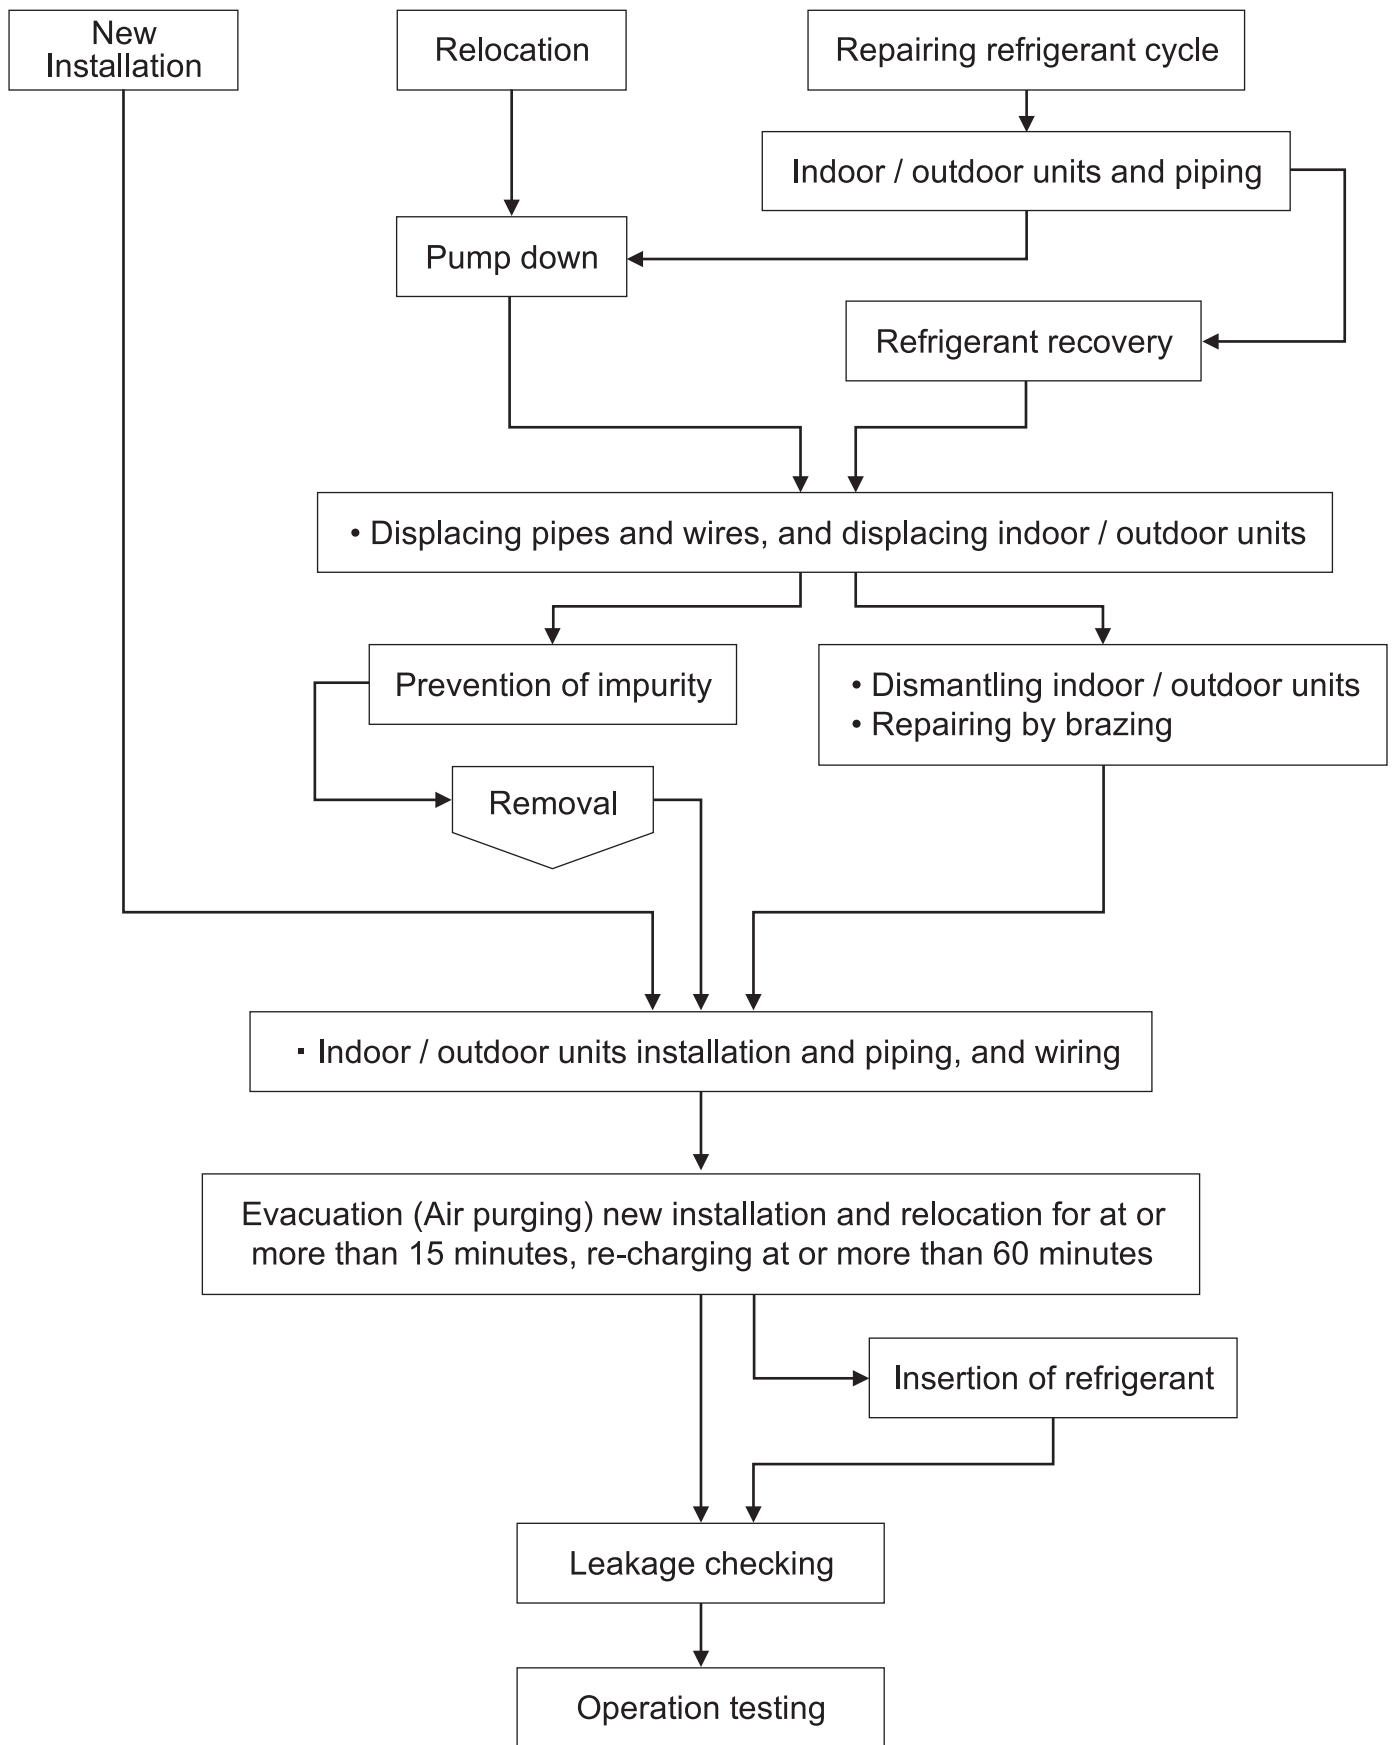 New
Installation
Relocation
Repairing refrigerant cycle
Indoor / outdoor units and piping
Pump down
Refrigerant recovery
• Displacing pipes and wires, and displacing indoor / outdoor units
Prevention of impurity
• Dismantling indoor / outdoor units
• Repairing by brazing
Removal
▪ Indoor / outdoor units installation and piping, and wiring
Evacuation (Air purging) new installation and relocation for at or
more than 15 minutes, re-charging at or more than 60 minutes
Insertion of refrigerant
Leakage checking
Operation testing